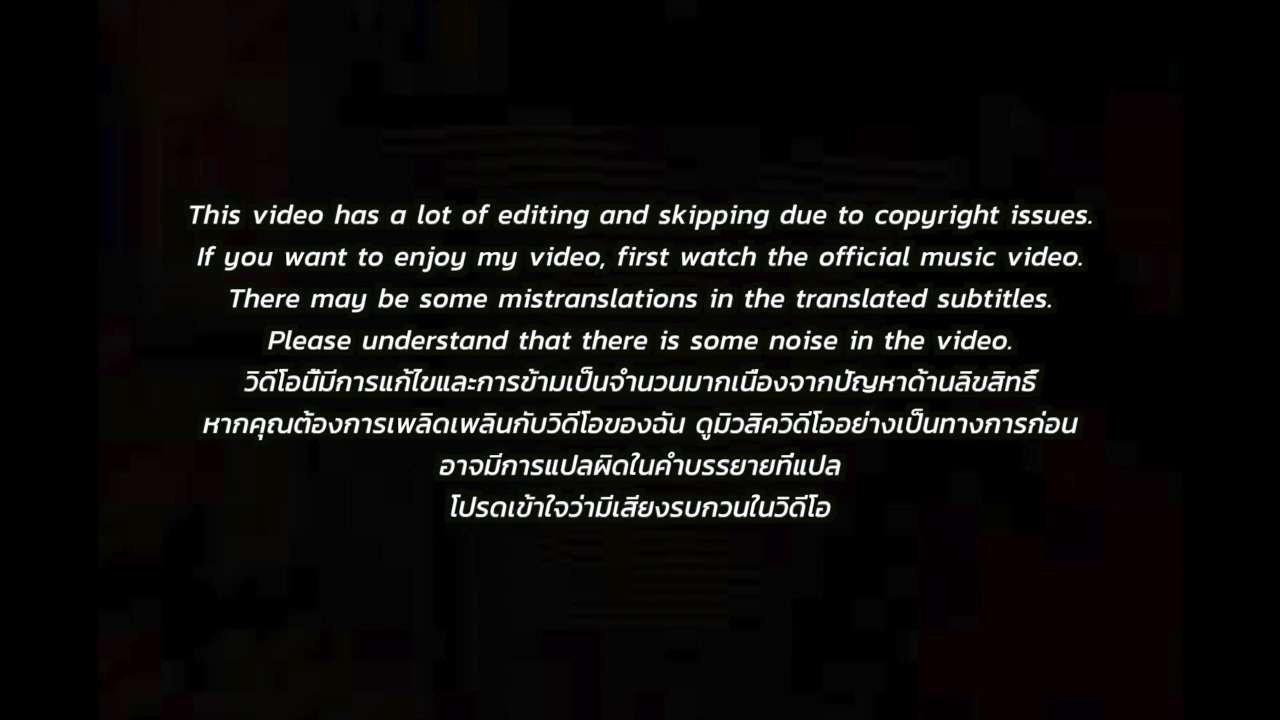 This video has a lot of editing and skipping due to copyright issues.
If you want to enjoy my video, first watch the official music video.
There may be some mistranslations in the translated subtitles.
Please understand that there is some noise in the video.
วิดีโอนี้มีการแก้ไขและการข้ามเป็นจำนวนมากเนื่องจากปัญหาด้านลิขสิทธิ์
หากคุณต้องการเพลิดเพลินกับวิดีโอของฉัน ดูมิวสิควิดีโออย่างเป็นทางการก่อน
อาจมีการแปลผิดในคำบรรยายที่แปล
โปรดเข้าใจว่ามีเสียงรบกวนในวิดีโอ